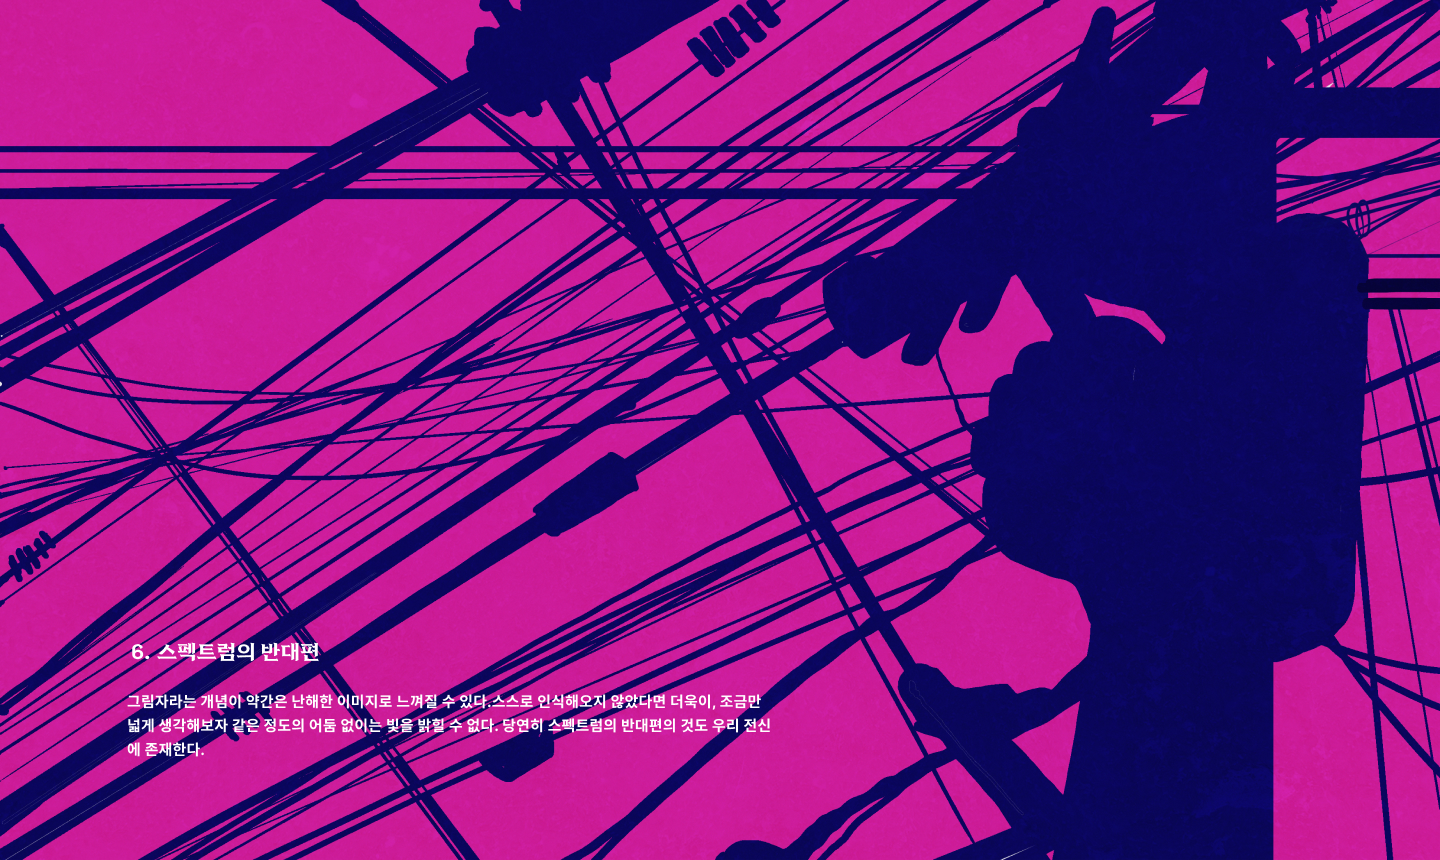 6. 스펙트럼의 반대편
그림자라는 개념이 약간은 난해한 이미지로 느껴질 수 있다.스스로 인식해오지 않았다면 더욱이, 조금만
넓게 생각해보자 같은 정도의 어둠 없이는 빛을 밝힐 수 없다. 당연히 스펙트럼의 반대편의 것도 우리 전신
에 존재한다.